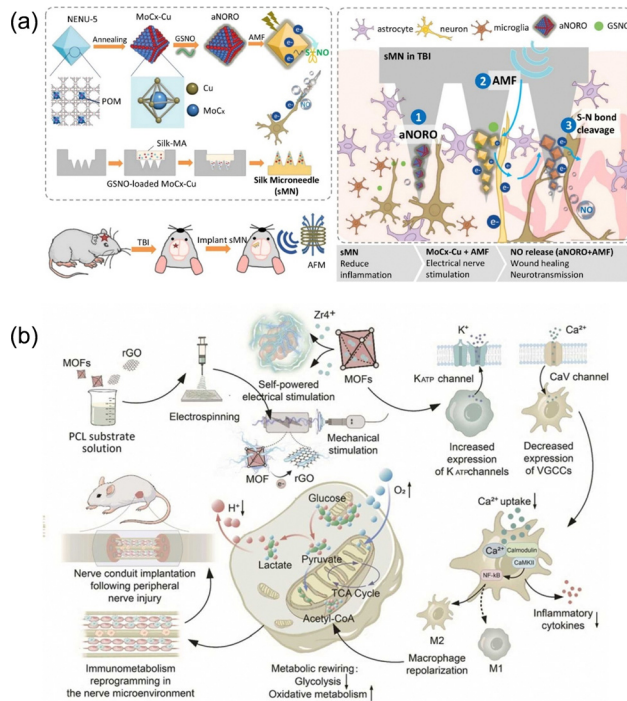 (a)
NENU-5
MoCx-Cu
aNORO
Annealing
GSNO
AMF
e-
S
NO
POM
Cu
MoCx
NO
Silk-MA
GSNO-loaded MoCx-Cu
Silk Microneedle
(sMN)
TBI
Implant sMN
AFM
astrocyte
neuron
microglia
aNORO
GSNO
sMN in TBI
2 AMF
1
aNORO
3
S-N bond
cleavage
e-
NO
sMN
Reduce
inflammation
MoCx-Cu + AMF
Electrical nerve
stimulation
NO release (aNORO+AMF)
Wound healing
Neurotransmission
(b)
MOFs
rGO
PCL substrate
solution
Electrospinning
Zr4+
Self-powered
electrical stimulation
MOFs
Mechanical
stimulation
MOF
rGO
K+
KATP channel
Increased
expression
of KATPchannels
Ca2+
CaV channel
Decreased
expression
of VGCCs
Ca2+ uptake
Ca2+
Calmodulin
CaMKII
NF-kB
Inflammatory
cytokines
M2
M1
Macrophage
repolarization
H+
Glucose
O2
Lactate
Pyruvate
TCA Cycle
Acetyl-CoA
Metabolic rewiring:
Glycolysis
Oxidative metabolism
Nerve conduit implantation
following peripheral
nerve injury
Immunometabolism
reprogramming in
the nerve microenvironment